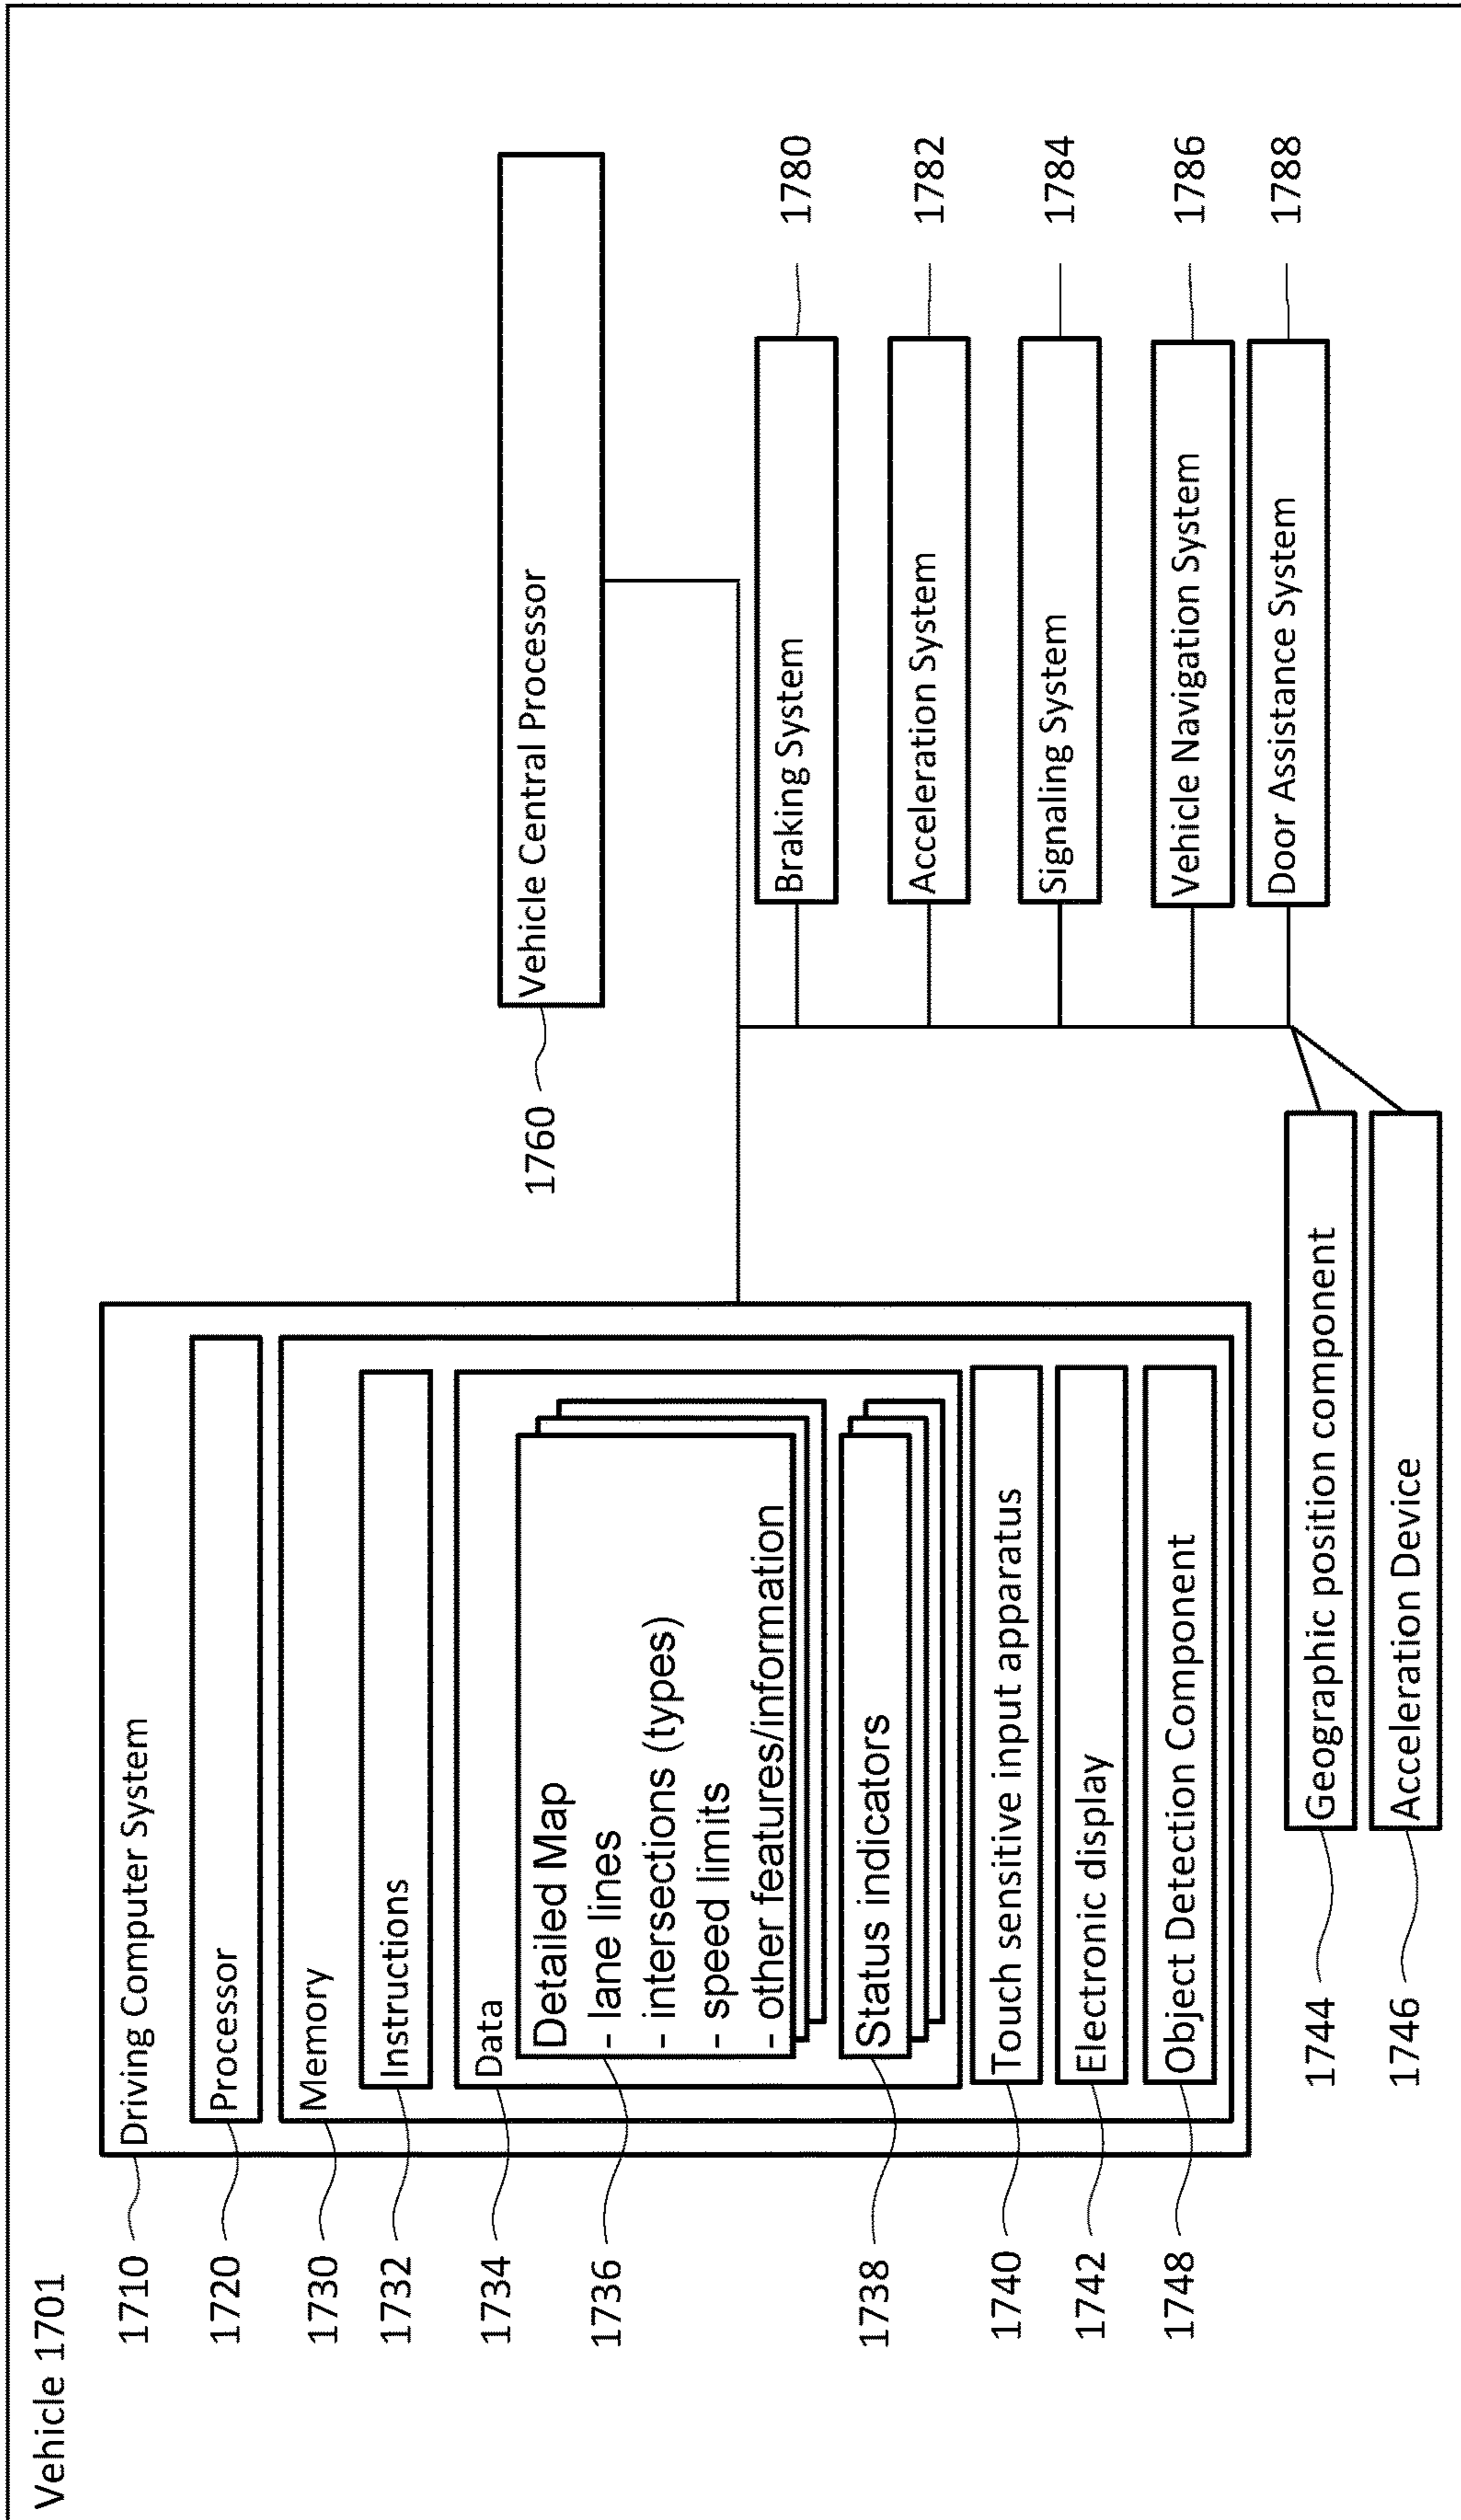 Vehicle 1701
1710
Driving Computer System
1720
Processor
1730
Memory
1732
Instructions
1734
Data
1736
Detailed Map
- lane lines
- intersections (types)
- speed limits
- other features/information
1738
Status indicators
1740
Touch sensitive input apparatus
1742
Electronic display
1748
Object Detection Component
1744
Geographic position component
1746
Acceleration Device
1760
Vehicle Central Processor
Braking System
1780
Acceleration System
1782
Signaling System
1784
Vehicle Navigation System
1786
Door Assistance System
1788